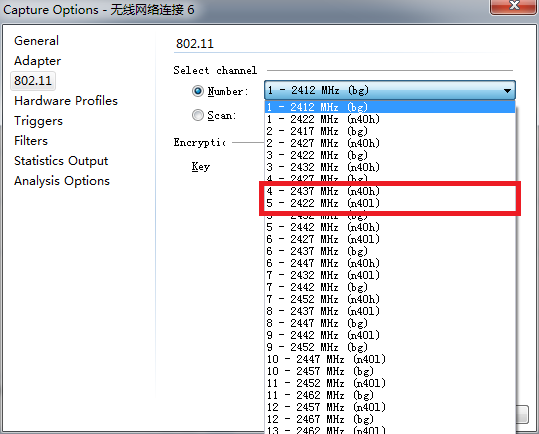 Capture Options - 无线网络连接 6
General
Adapter
802.11
Hardware Profiles
Triggers
Filters
Statistics Output
Analysis Options
802.11
Select channel
Number:
1 - 2412 MHz (bg)
Scan:
Encryptic
Key
1 - 2412 MHz (bg)
1 - 2422 MHz (n40h)
2 - 2417 MHz (bg)
2 - 2427 MHz (n40h)
3 - 2422 MHz (bg)
3 - 2432 MHz (n40h)
4 - 2427 MHz (bg)
4 - 2437 MHz (n40h)
5 - 2422 MHz (n40l)
5 - 2432 MHz (bg)
5 - 2442 MHz (n40h)
6 - 2427 MHz (n40l)
6 - 2437 MHz (bg)
6 - 2447 MHz (n40h)
7 - 2432 MHz (n40l)
7 - 2442 MHz (bg)
7 - 2452 MHz (n40h)
8 - 2437 MHz (n40l)
8 - 2447 MHz (bg)
9 - 2442 MHz (n40l)
9 - 2452 MHz (bg)
10 - 2447 MHz (n40l)
10 - 2457 MHz (bg)
11 - 2452 MHz (n40l)
11 - 2462 MHz (bg)
12 - 2457 MHz (n40l)
12 - 2467 MHz (bg)
13 - 2462 MHz (n40l)